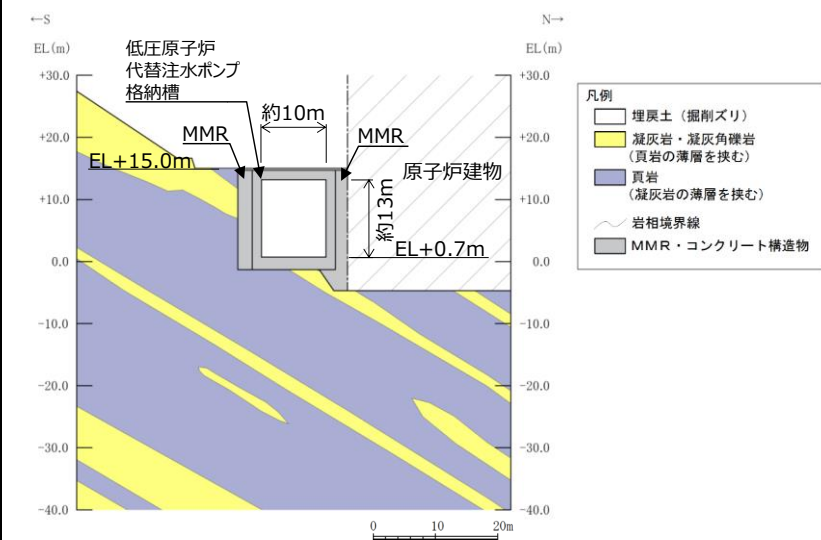 ←S
N→
EL(m)
EL(m)
低圧原子炉
代替注水ポンプ
格納槽
約10m
MMR
MMR
EL+15.0m
原子炉建物
約13m
EL+0.7m
+30.0
+20.0
+10.0
0.0
-10.0
-20.0
-30.0
-40.0
+30.0
+20.0
+10.0
0.0
-10.0
-20.0
-30.0
-40.0
0 10 20m
凡例
埋戻土（掘削ズリ）
凝灰岩・凝灰角礫岩
(頁岩の薄層を挟む)
頁岩
(凝灰岩の薄層を挟む)
岩相境界線
MMR・コンクリート構造物